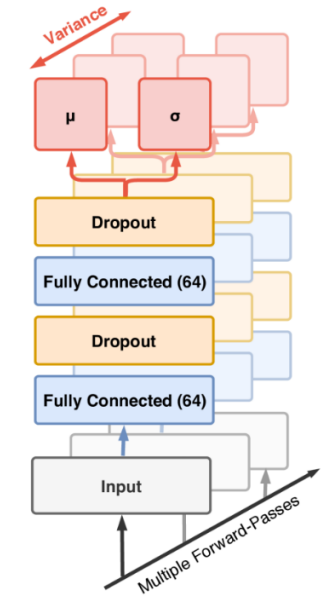 Variance
μ
σ
Dropout
Fully Connected (64)
Dropout
Fully Connected (64)
Input
Multiple Forward-Passes